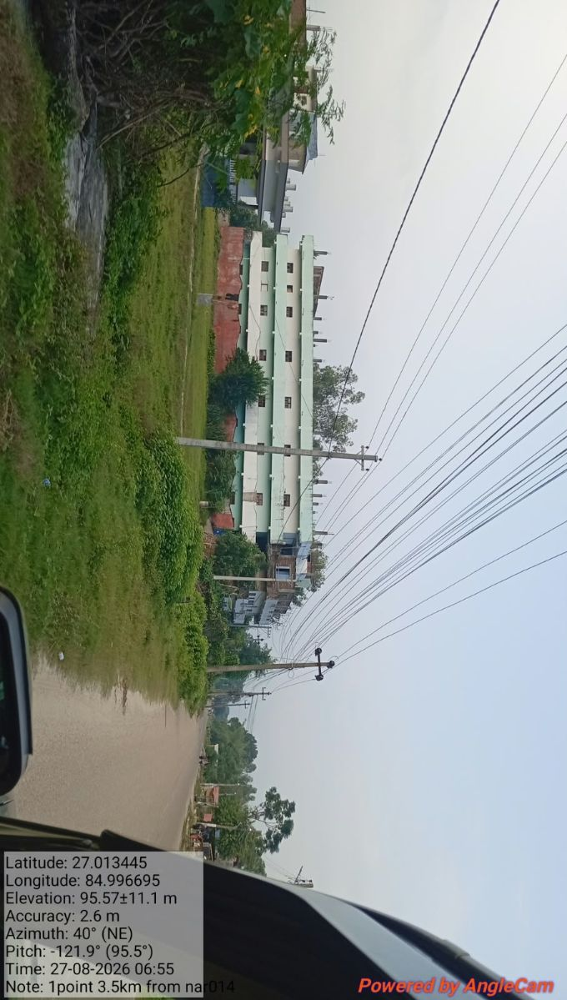 Latitude: 27.013445
Longitude: 84.996695
Elevation: 95.57±11.1 m
Accuracy: 2.6 m
Azimuth: 40° (NE)
Pitch: -121.9° (95.5°)
Time: 27-08-2026 06:55
Note: 1point 3.5km from nar014
Powered by AngleCam